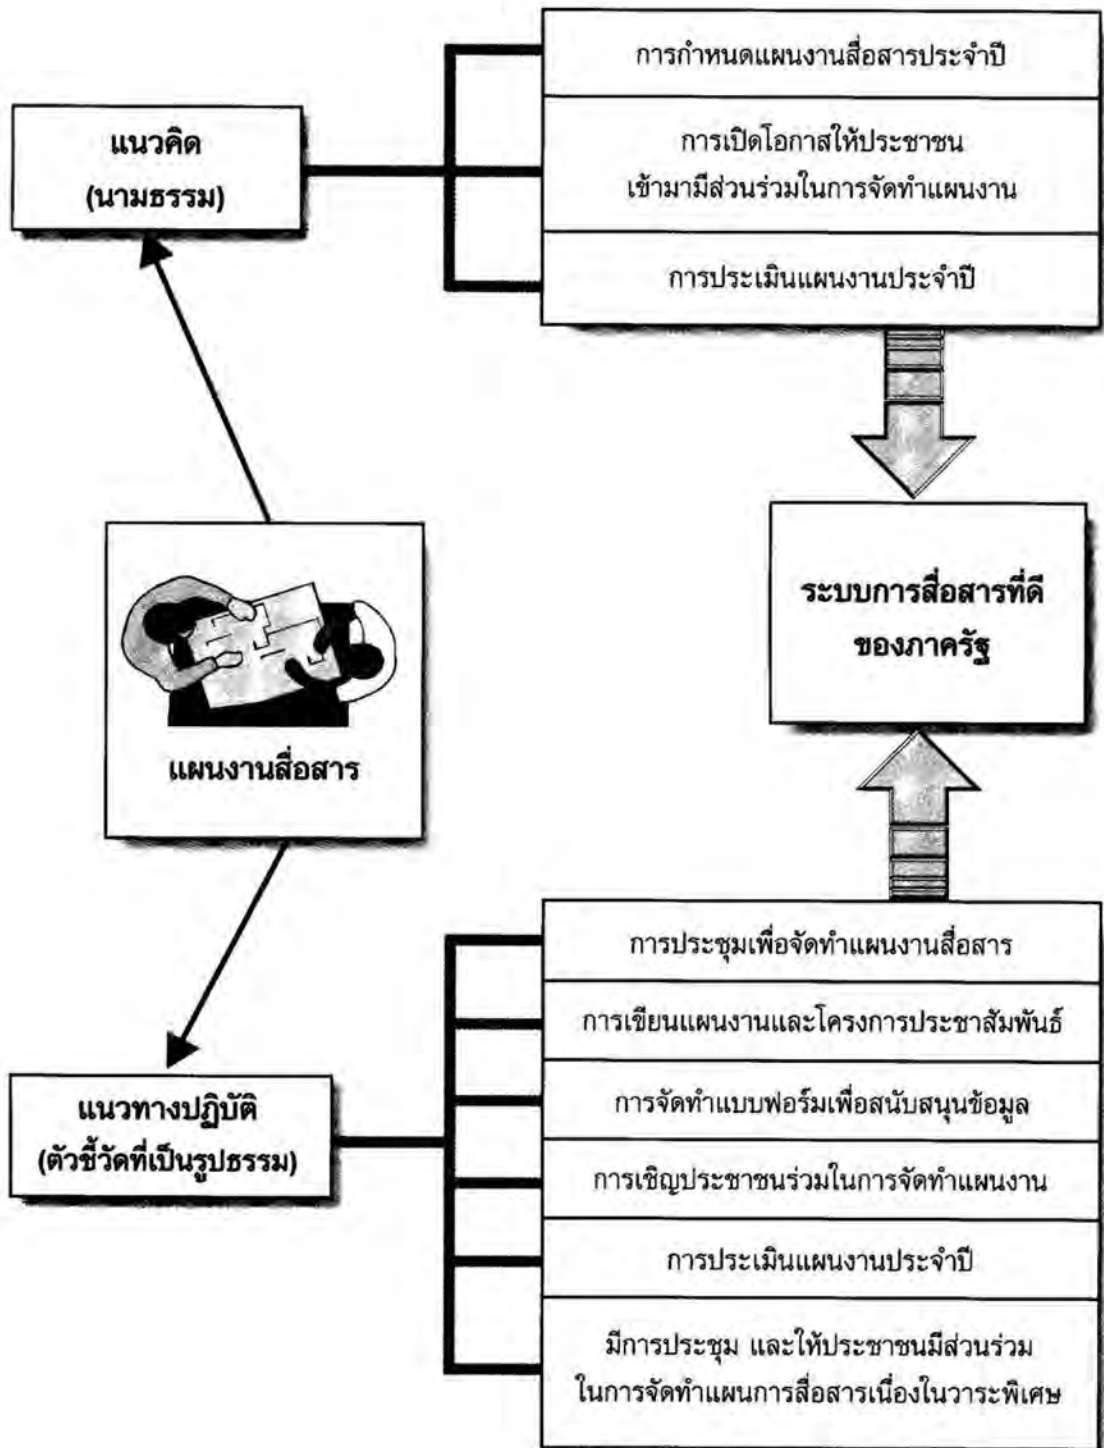 การกำหนดแผนงานสื่อสารประจำปี
แนวคิด
(นามธรรม)
การเปิดโอกาสให้ประชาชน
เข้ามามีส่วนร่วมในการจัดทำแผนงาน
การประเมินแผนงานประจำปี
ระบบการสื่อสารที่ดี
ของภาครัฐ
แผนงานสื่อสาร
การประชุมเพื่อจัดทำแผนงานสื่อสาร
การเขียนแผนงานและโครงการประชาสัมพันธ์
แนวทางปฏิบัติ
(ตัวชี้วัดที่เป็นรูปธรรม)
การจัดทำแบบฟอร์มเพื่อสนับสนุนข้อมูล
การเชิญประชาชนร่วมในการจัดทำแผนงาน
การประเมินแผนงานประจำปี
มีการประชุม และให้ประชาชนมีส่วนร่วม
ในการจัดทำแผนการสื่อสารเนื่องในวาระพิเศษ